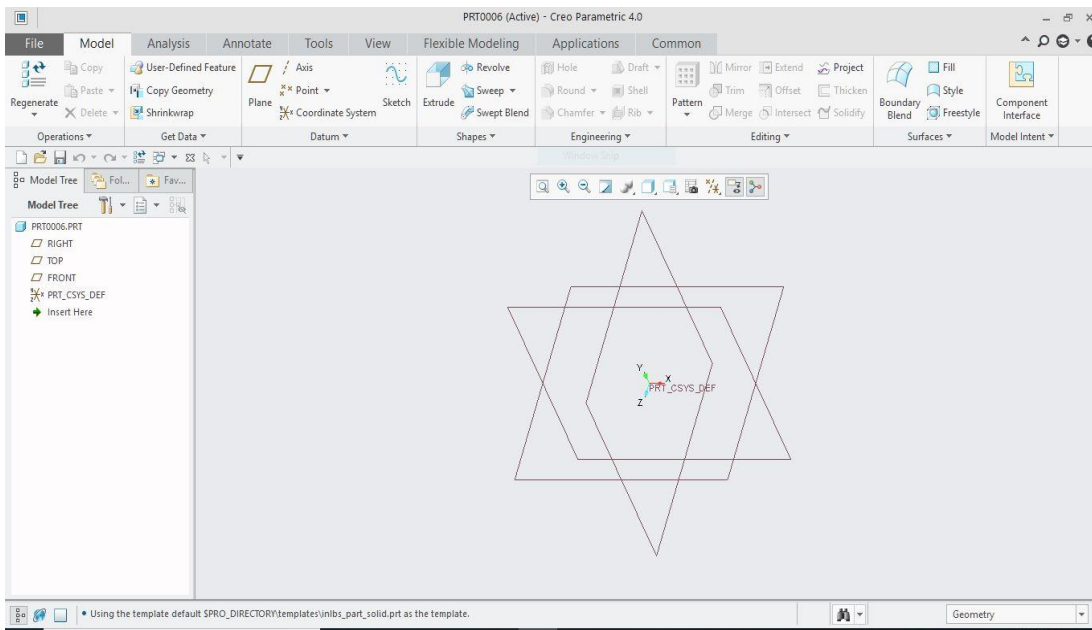 PRT0006 (Active) - Creo Parametric 4.0
File Model Analysis Annotate Tools View Flexible Modeling Applications Common
Regenerate
Copy
Paste
Delete
Operations
User-Defined Feature
Copy Geometry
Shrinkwrap
Get Data
Plane
Axis
Point
Coordinate System
Sketch
Datum
Extrude
Revolve
Sweep
Swept Blend
Shapes
Hole Draft
Round Shell
Chamfer Rib
Engineering
Pattern
Mirror Extend Project
Trim Offset Thicken
Merge Intersect Solidify
Editing
Boundary
Blend
Fill
Style
Freestyle
Surfaces
Component
Interface
Model Intent
Window Snip
Model Tree Fol... Fav...
Model Tree
PRT0006.PRT
RIGHT
TOP
FRONT
PRT_CSYS_DEF
Insert Here
Y
X
PRT_CSYS_DEF
Z
• Using the template default $PRO_DIRECTORY\templates\inlbs_part_solid.prt as the template.
Geometry